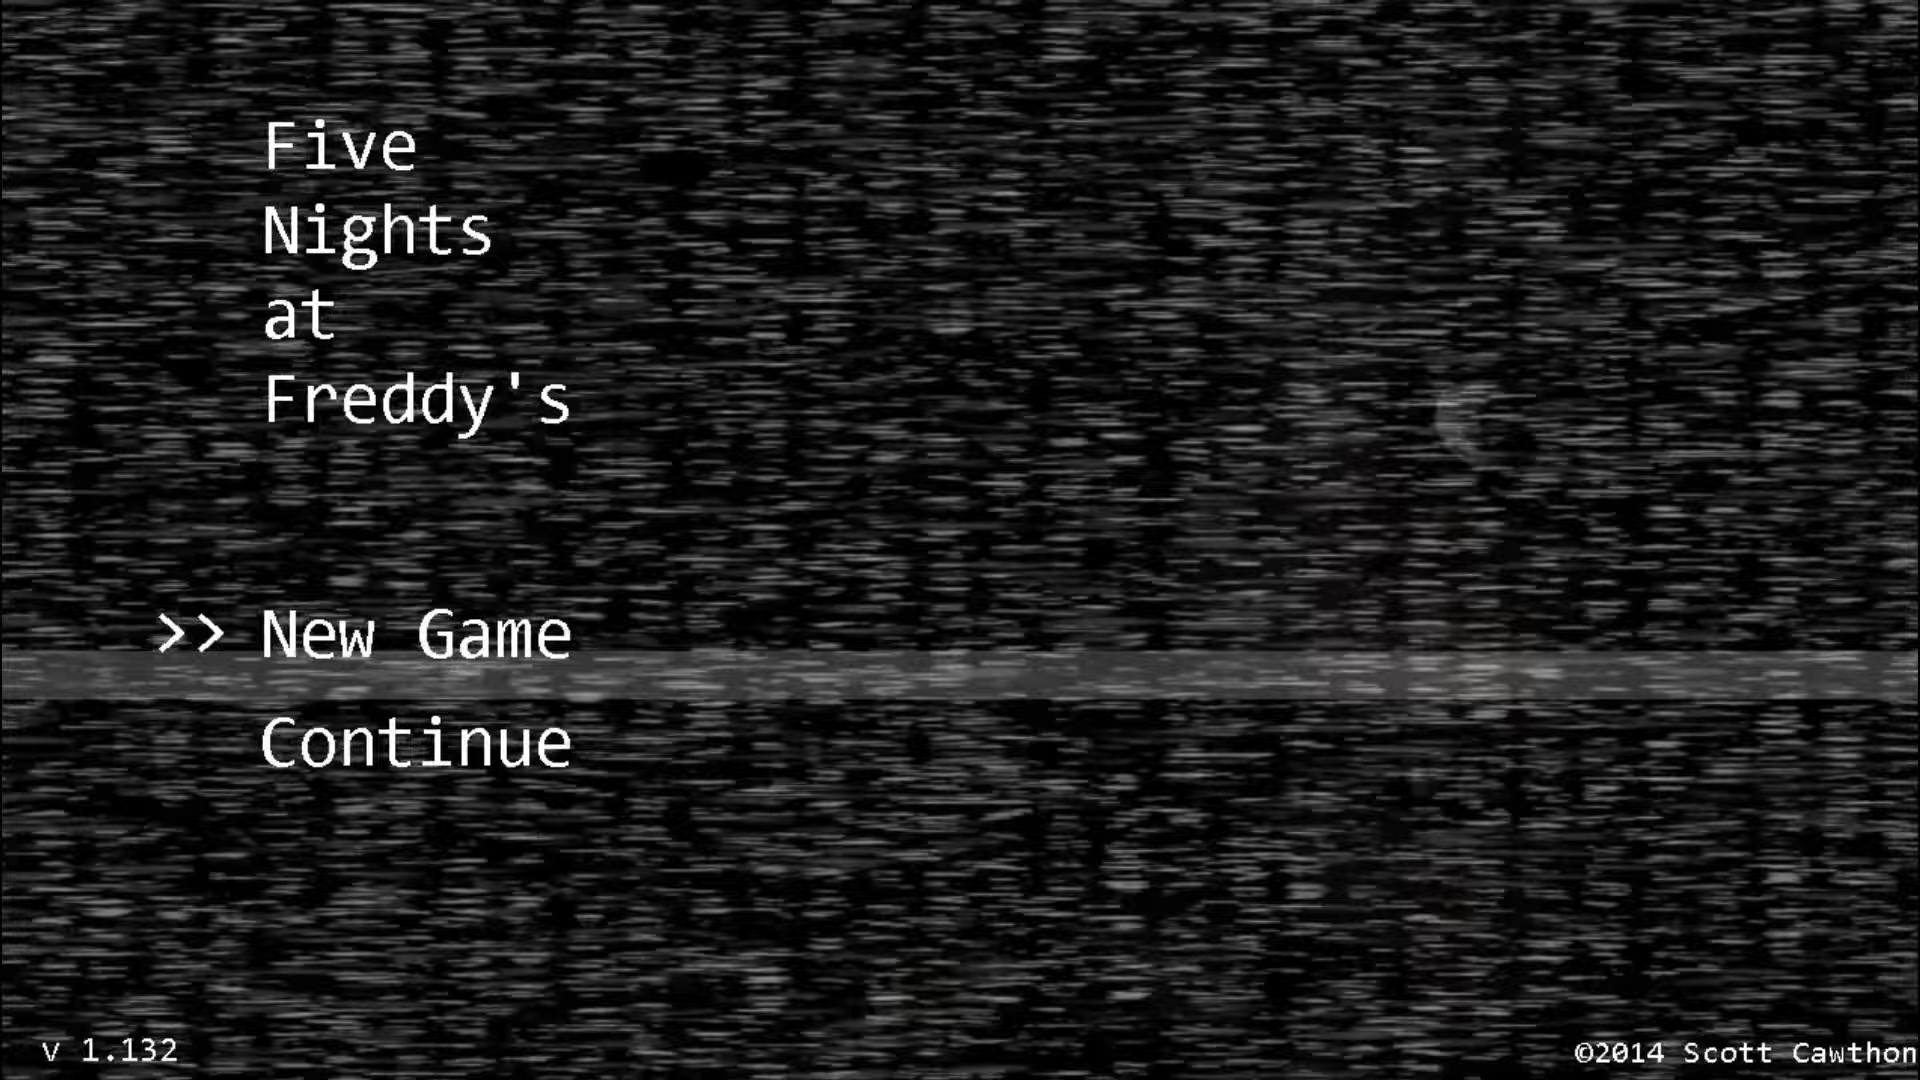 Five
Nights
at
Freddy's
>> New Game
Continue
v 1.132
©2014 Scott Cawthon